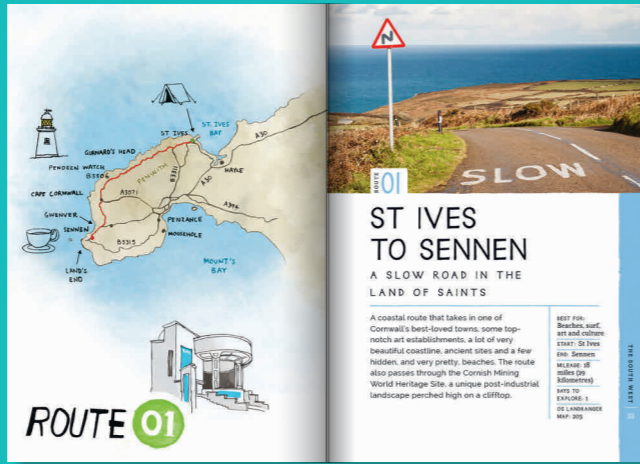 ST IVES
ST. IVES
BAY
GURNARD'S HEAD
PENDEEN WATCH
B3306
PENWITH
B3311
A30
HAYLE
A30
CAPE CORNWALL
A3071
A394
GWENVER
PENZANCE
SENNEN
MOUSEHOLE
B3315
LAND'S
END
MOUNT'S
BAY
ROUTE 01
N
SLOW
ROUTE 01
ST IVES
TO SENNEN
A SLOW ROAD IN THE
LAND OF SAINTS
A coastal route that takes in one of
Cornwall's best-loved towns, some top-
notch art establishments, a lot of very
beautiful coastline, ancient sites and a few
hidden, and very pretty, beaches. The route
also passes through the Cornish Mining
World Heritage Site, a unique post-industrial
landscape perched high on a clifftop.
BEST FOR:
Beaches, surf,
art and culture
START: St Ives
END: Sennen
MILEAGE: 18
miles (29
kilometres)
DAYS TO
EXPLORE: 1
OS LANDRANGER
MAP: 203
THE SOUTH WEST